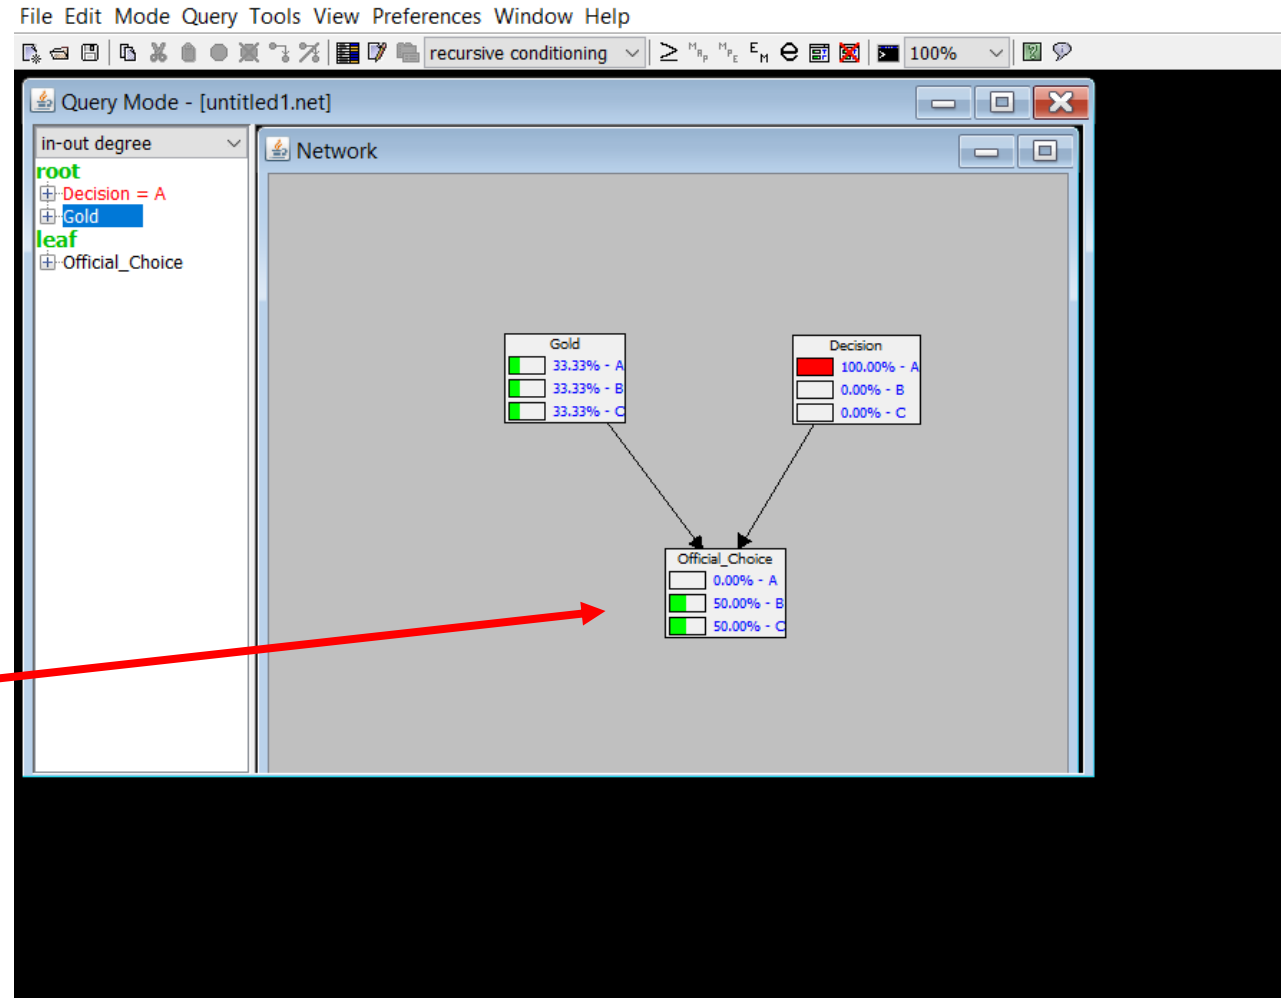 File Edit Mode Query Tools View Preferences Window Help
recursive conditioning
M A P M P E E M e 100%
Query Mode - [untitled1.net]
in-out degree
Network
root
Decision = A
Gold
leaf
Official_Choice
Gold
33.33% - A
33.33% - B
33.33% - C
Decision
100.00% - A
0.00% - B
0.00% - C
Official_Choice
0.00% - A
50.00% - B
50.00% - C